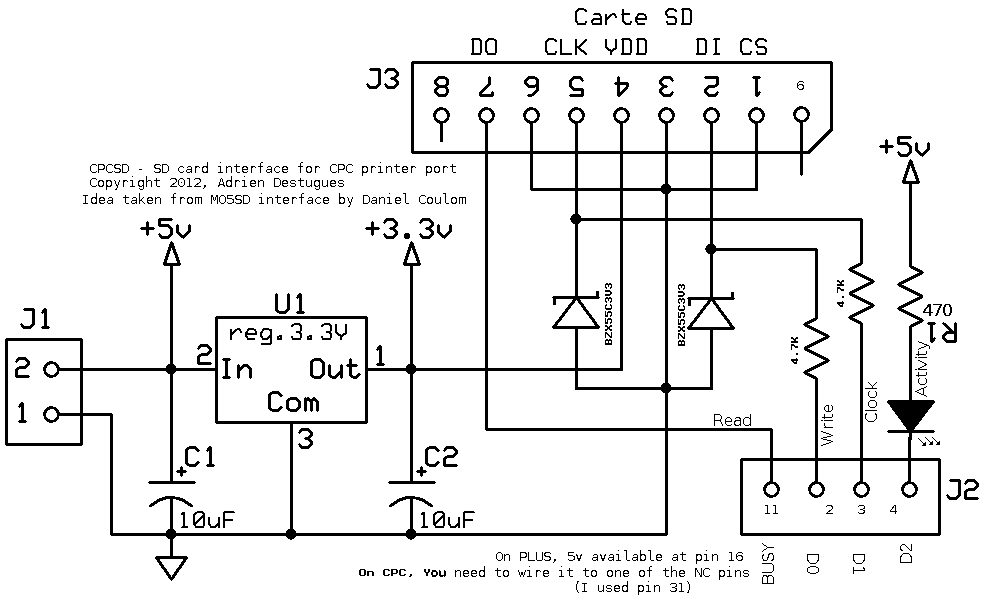 Carte SD
DO CLK VDD DI CS
J3
8 7 6 5 4 3 2 1 9
CPCSD - SD card interface for CPC printer port
Copyright 2012, Adrien Destugues
Idea taken from MO5SD interface by Daniel Coulom
+5v
+5v
+3.3v
BZX55C3V3
BZX55C3V3
4.7K
4.7K
470
R1
Activity
J1
2
1
U1
reg.3.3V
2 In Out 1
Com
3
Read
Write
Clock
+ C1
10uF
+ C2
10uF
J2
11 2 3 4
BUSY D0 D1 D2
On PLUS, 5v available at pin 16
On CPC, You need to wire it to one of the NC pins
(I used pin 31)